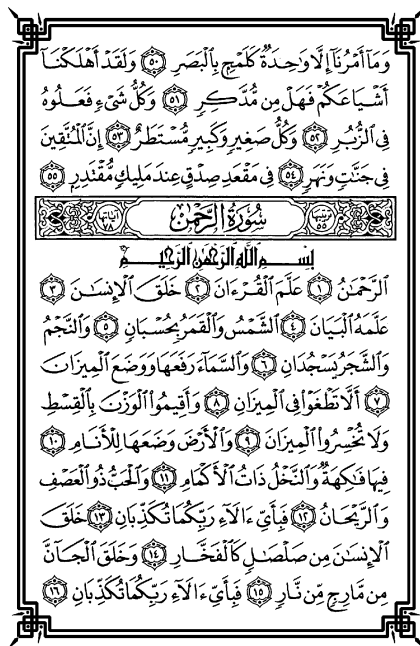 وَمَآ أَمْرُنَآ إِلَّا وَٰحِدَةٌ كَلَمْحٍۭ بِٱلْبَصَرِ ٥٠ وَلَقَدْ أَهْلَكْنَآ
أَشْيَاعَكُمْ فَهَلْ مِن مُّدَّكِرٍ ٥١ وَكُلُّ شَىْءٍ فَعَلُوهُ
فِى ٱلزُّبُرِ ٥٢ وَكُلُّ صَغِيرٍ وَكَبِيرٍ مُّسْتَطَرٌ ٥٣ إِنَّ ٱلْمُتَّقِينَ
فِى جَنَّٰتٍ وَنَهَرٍ ٥٤ فِى مَقْعَدِ صِدْقٍ عِندَ مَلِيكٍ مُّقْتَدِرٍۭ ٥٥
ترتيبها ٥٥ سُورَةُ الرَّحْمٰن آياتها ٧٨
بِسْمِ ٱللَّهِ ٱلرَّحْمَٰنِ ٱلرَّحِيمِ
ٱلرَّحْمَٰنُ ١ عَلَّمَ ٱلْقُرْءَانَ ٢ خَلَقَ ٱلْإِنسَٰنَ ٣
عَلَّمَهُ ٱلْبَيَانَ ٤ ٱلشَّمْسُ وَٱلْقَمَرُ بِحُسْبَانٍ ٥ وَٱلنَّجْمُ
وَٱلشَّجَرُ يَسْجُدَانِ ٦ وَٱلسَّمَآءَ رَفَعَهَا وَوَضَعَ ٱلْمِيزَانَ
٧ أَلَّا تَطْغَوْا۟ فِى ٱلْمِيزَانِ ٨ وَأَقِيمُوا۟ ٱلْوَزْنَ بِٱلْقِسْطِ
وَلَا تُخْسِرُوا۟ ٱلْمِيزَانَ ٩ وَٱلْأَرْضَ وَضَعَهَا لِلْأَنَامِ ١٠
فِيهَا فَٰكِهَةٌ وَٱلنَّخْلُ ذَاتُ ٱلْأَكْمَامِ ١١ وَٱلْحَبُّ ذُو ٱلْعَصْفِ
وَٱلرَّيْحَانُ ١٢ فَبِأَىِّ ءَالَآءِ رَبِّكُمَا تُكَذِّبَانِ ١٣ خَلَقَ
ٱلْإِنسَٰنَ مِن صَلْصَٰلٍ كَٱلْفَخَّارِ ١٤ وَخَلَقَ ٱلْجَآنَّ
مِن مَّارِجٍ مِّن نَّارٍ ١٥ فَبِأَىِّ ءَالَآءِ رَبِّكُمَا تُكَذِّبَانِ ١٦